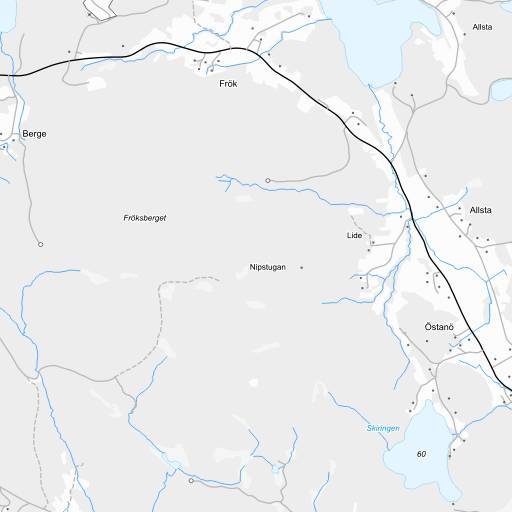 Allsta
Frök
Berge
Allsta
Fröksberget
Lide
Nipstugan
Östanö
Skiringen
60